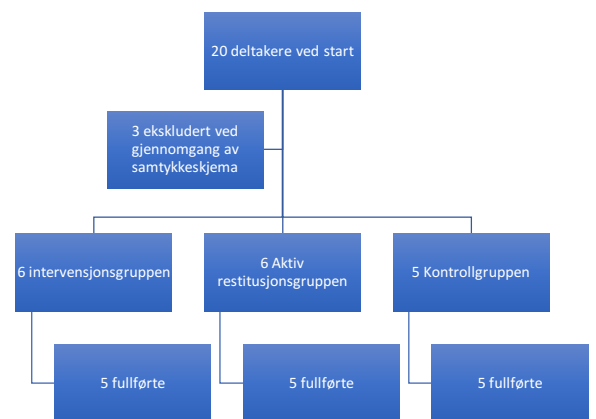 20 deltakere ved start
3 ekskludert ved
gjennomgang av
samtykkeskjema
6 intervensjonsgruppen
6 Aktiv
restitusjonsgruppen
5 Kontrollgruppen
5 fullførte
5 fullførte
5 fullførte